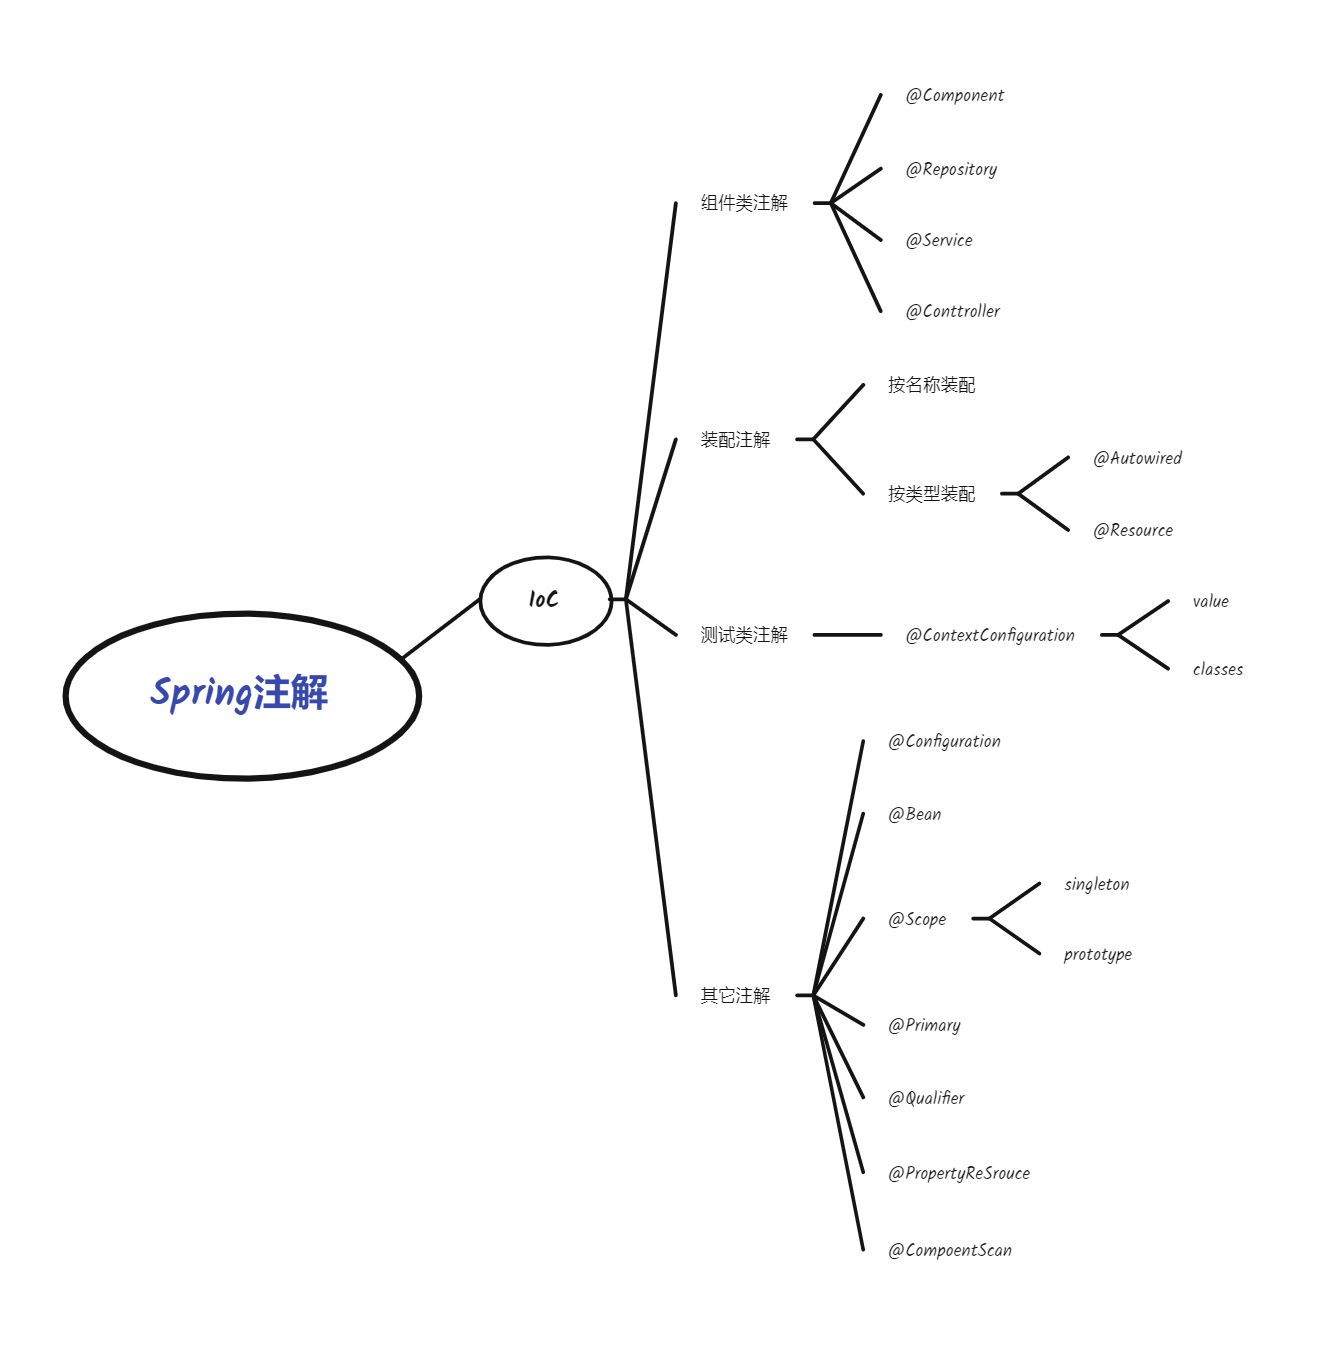 Spring注解
IoC
组件类注解
@Component
@Repository
@Service
@Conttroller
装配注解
按名称装配
按类型装配
@Autowired
@Resource
测试类注解
@ContextConfiguration
value
classes
其它注解
@Configuration
@Bean
@Scope
singleton
prototype
@Primary
@Qualifier
@PropertyReSrouce
@CompoentScan